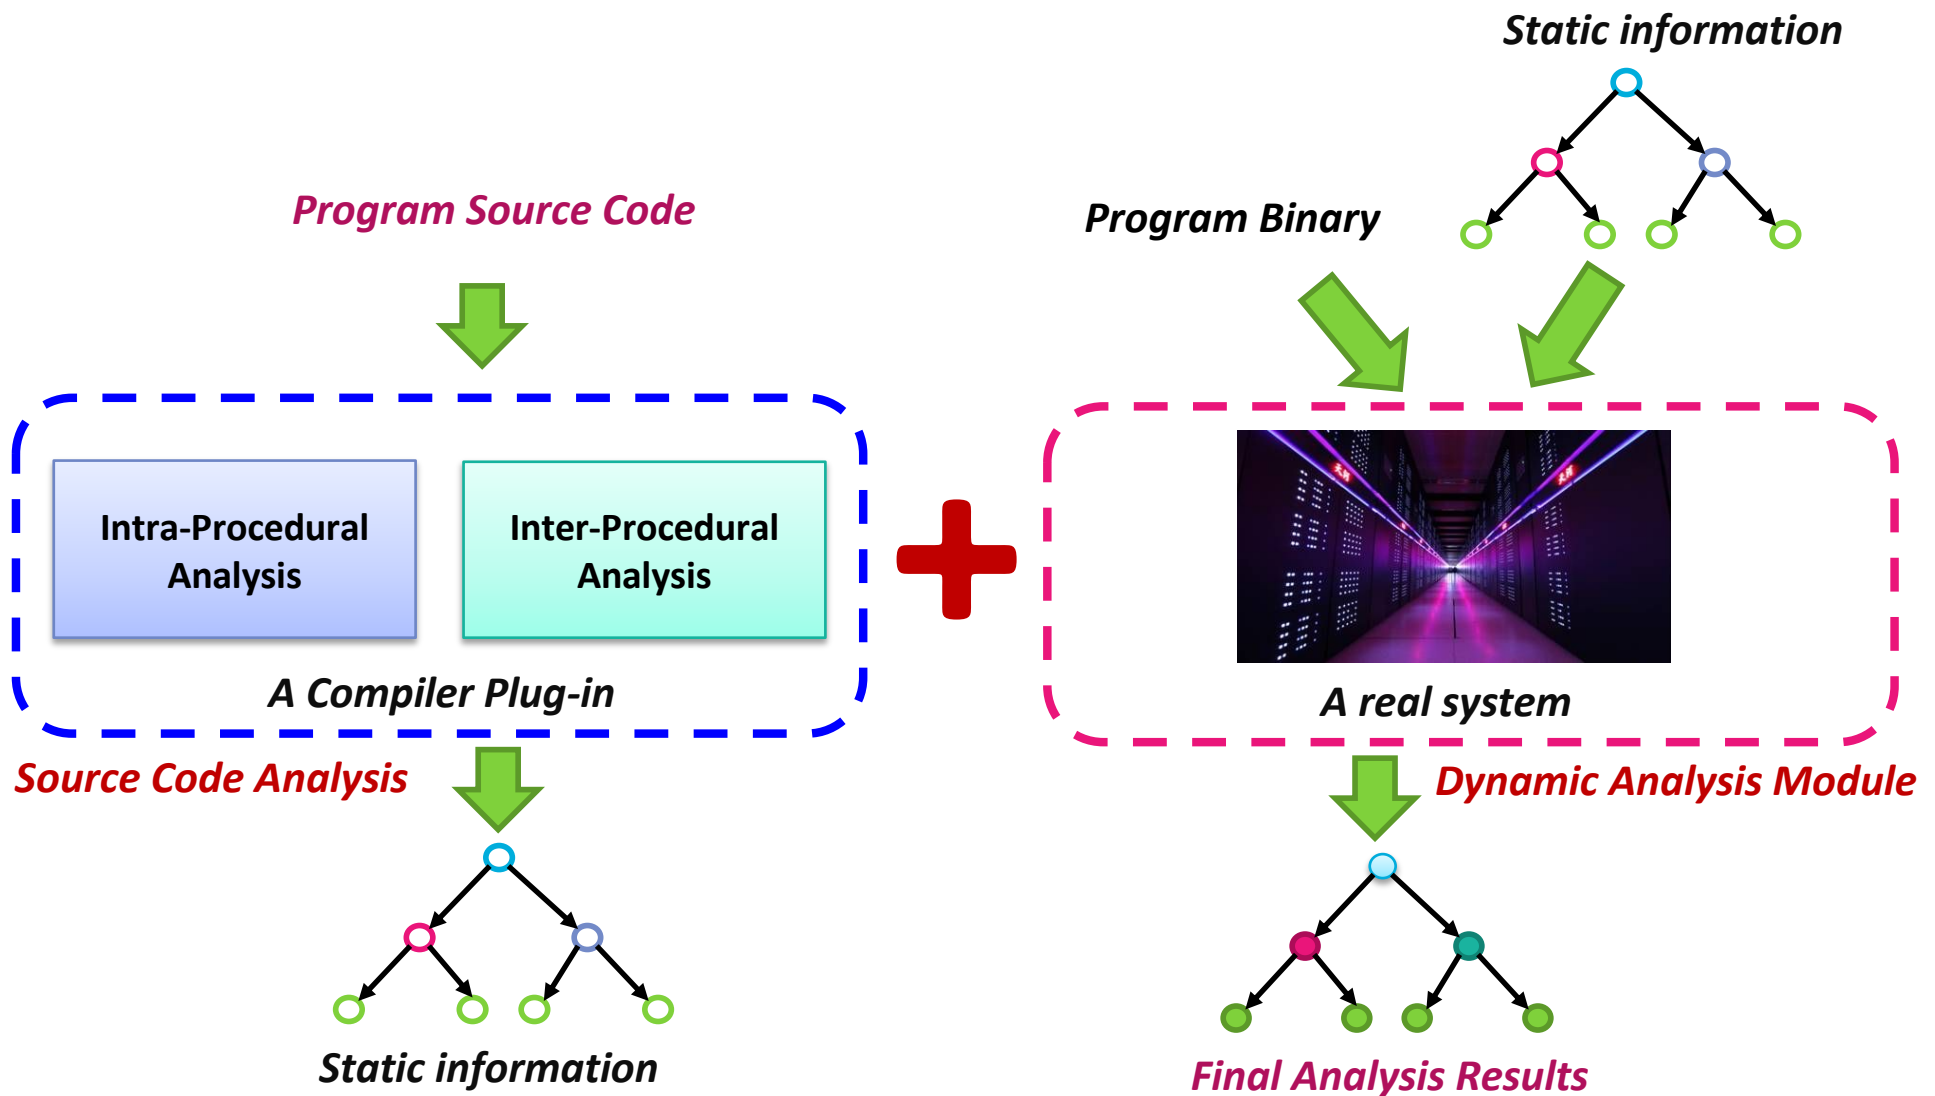 Static information
Program Source Code
Program Binary
Intra-Procedural
Analysis
Inter-Procedural
Analysis
A Compiler Plug-in
A real system
Source Code Analysis
Dynamic Analysis Module
Static information
Final Analysis Results